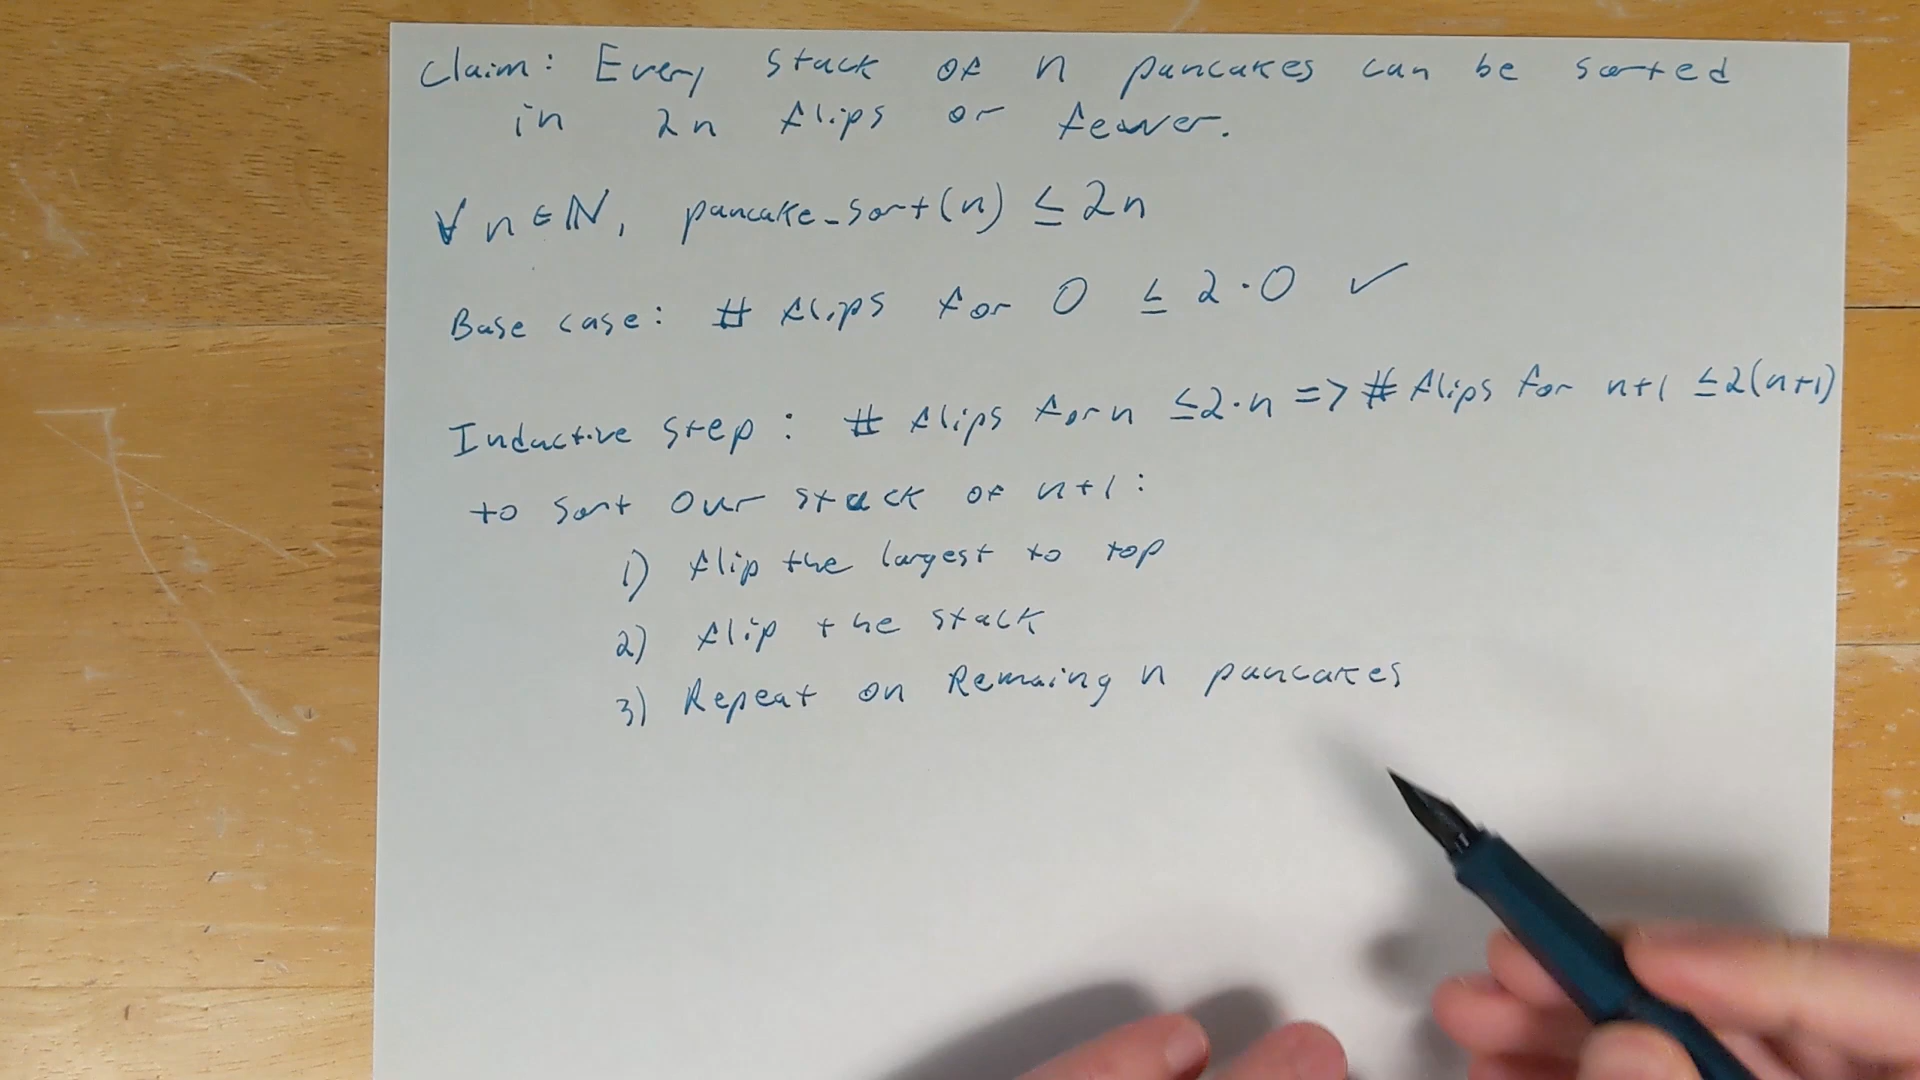 Claim: Every stack of n pancakes can be sorted
in 2n flips or fewer.
∀ n ∈ ℕ, pancake_sort(n) ≤ 2n
Base case: # flips for 0 ≤ 2·0 ✓
Inductive step: # flips for n ≤2·n => # flips for n+1 ≤2(n+1)
to sort our stack of n+1:
1) flip the largest to top
2) flip the stack
3) Repeat on Remaing n pancakes